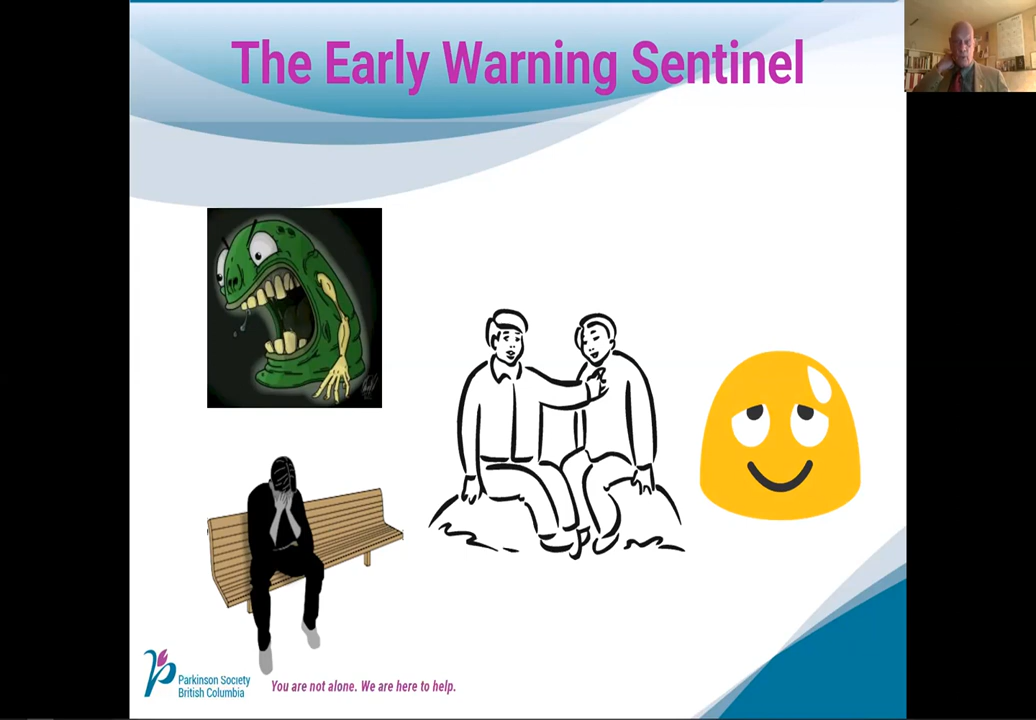 The Early Warning Sentinel
Parkinson Society
British Columbia
You are not alone. We are here to help.